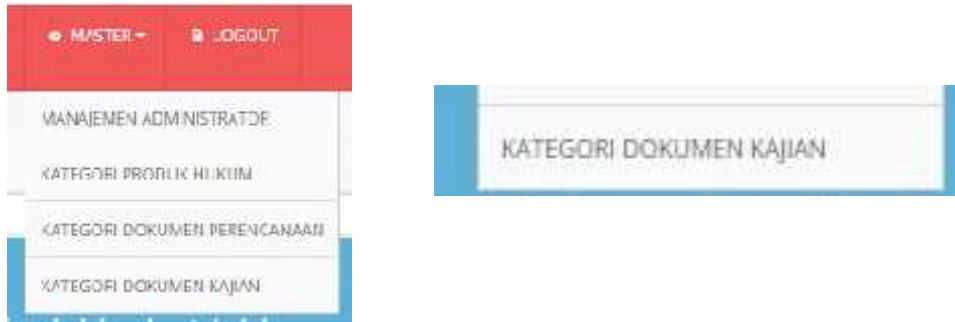 MASTER
LOGOUT
MANAJEMEN ADMINISTRATOR
KATEGORI PRODUK HUKUM
KATEGORI DOKUMEN PERENCANAAN
KATEGORI DOKUMEN KAJIAN
KATEGORI DOKUMEN KAJIAN